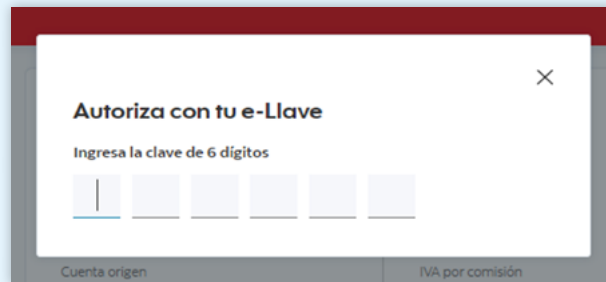 Autoriza con tu e-Llave
Ingresa la clave de 6 dígitos
Cuenta origen IVA por comisión